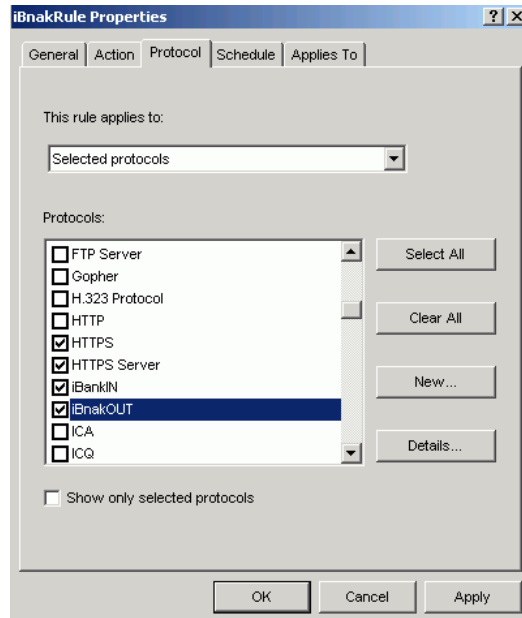 iBnakRule Properties
General Action Protocol Schedule Applies To
This rule applies to:
Selected protocols
Protocols:
FTP Server
Gopher
H.323 Protocol
HTTP
HTTPS
HTTPS Server
iBankIN
iBnakOUT
ICA
ICQ
Select All
Clear All
New...
Details...
Show only selected protocols
OK Cancel Apply